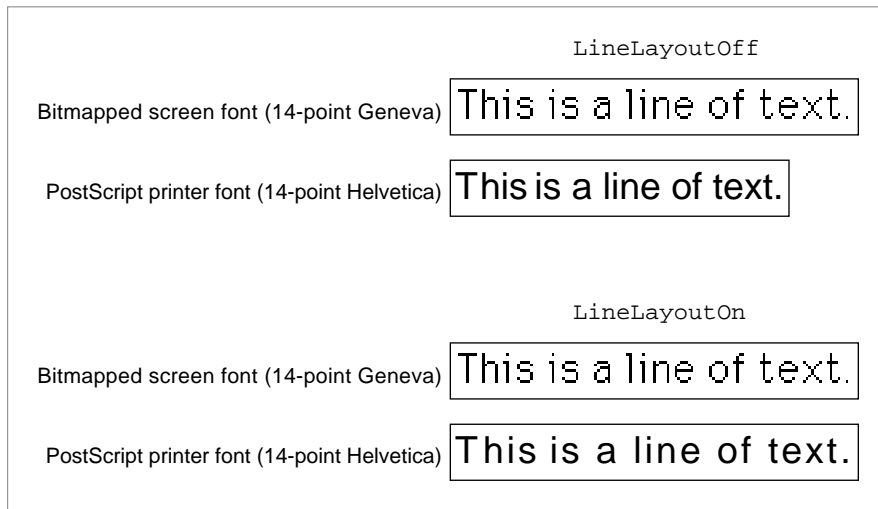 LineLayoutOff
Bitmapped screen font (14-point Geneva) This is a line of text.
PostScript printer font (14-point Helvetica) This is a line of text.
LineLayoutOn
Bitmapped screen font (14-point Geneva) This is a line of text.
PostScript printer font (14-point Helvetica) This is a line of text.